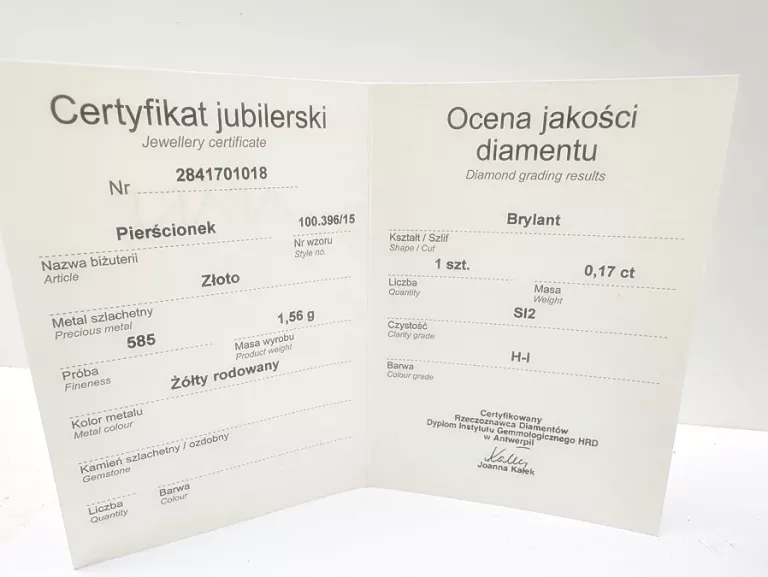 Certyfikat jubilerski
Jewellery certificate
Nr 2841701018
Pierścionek 100.396/15
Nazwa biżuterii Nr wzoru
Article Style no.
Złoto
Metal szlachetny
Precious metal
585 1,56 g
Próba Masa wyrobu
Fineness Product weight
Żółty rodowany
Kolor metalu
Metal colour
Kamień szlachetny / ozdobny
Gemstone
Liczba Barwa
Quantity Colour
Ocena jakości
diamentu
Diamond grading results
Brylant
Kształt / Szlif
Shape / Cut
1 szt. 0,17 ct
Liczba Masa
Quantity Weight
SI2
Czystość
Clarity grade
H-I
Barwa
Colour grade
Certyfikowany
Rzeczoznawca Diamentów
Dyplom Instytutu Gemmologicznego HRD
w Antwerpii
Joanna Kałek